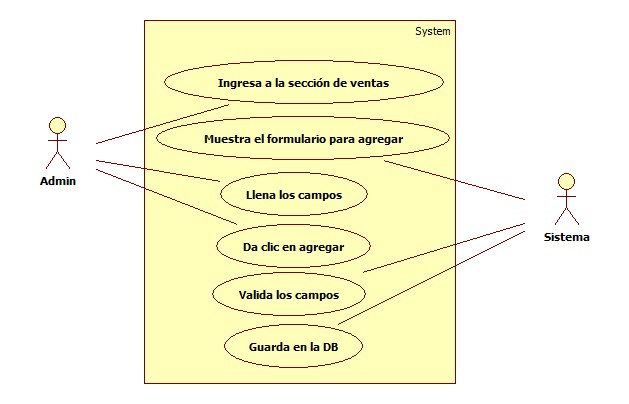 System
Ingresa a la sección de ventas
Muestra el formulario para agregar
Admin
Llena los campos
Sistema
Da clic en agregar
Valida los campos
Guarda en la DB